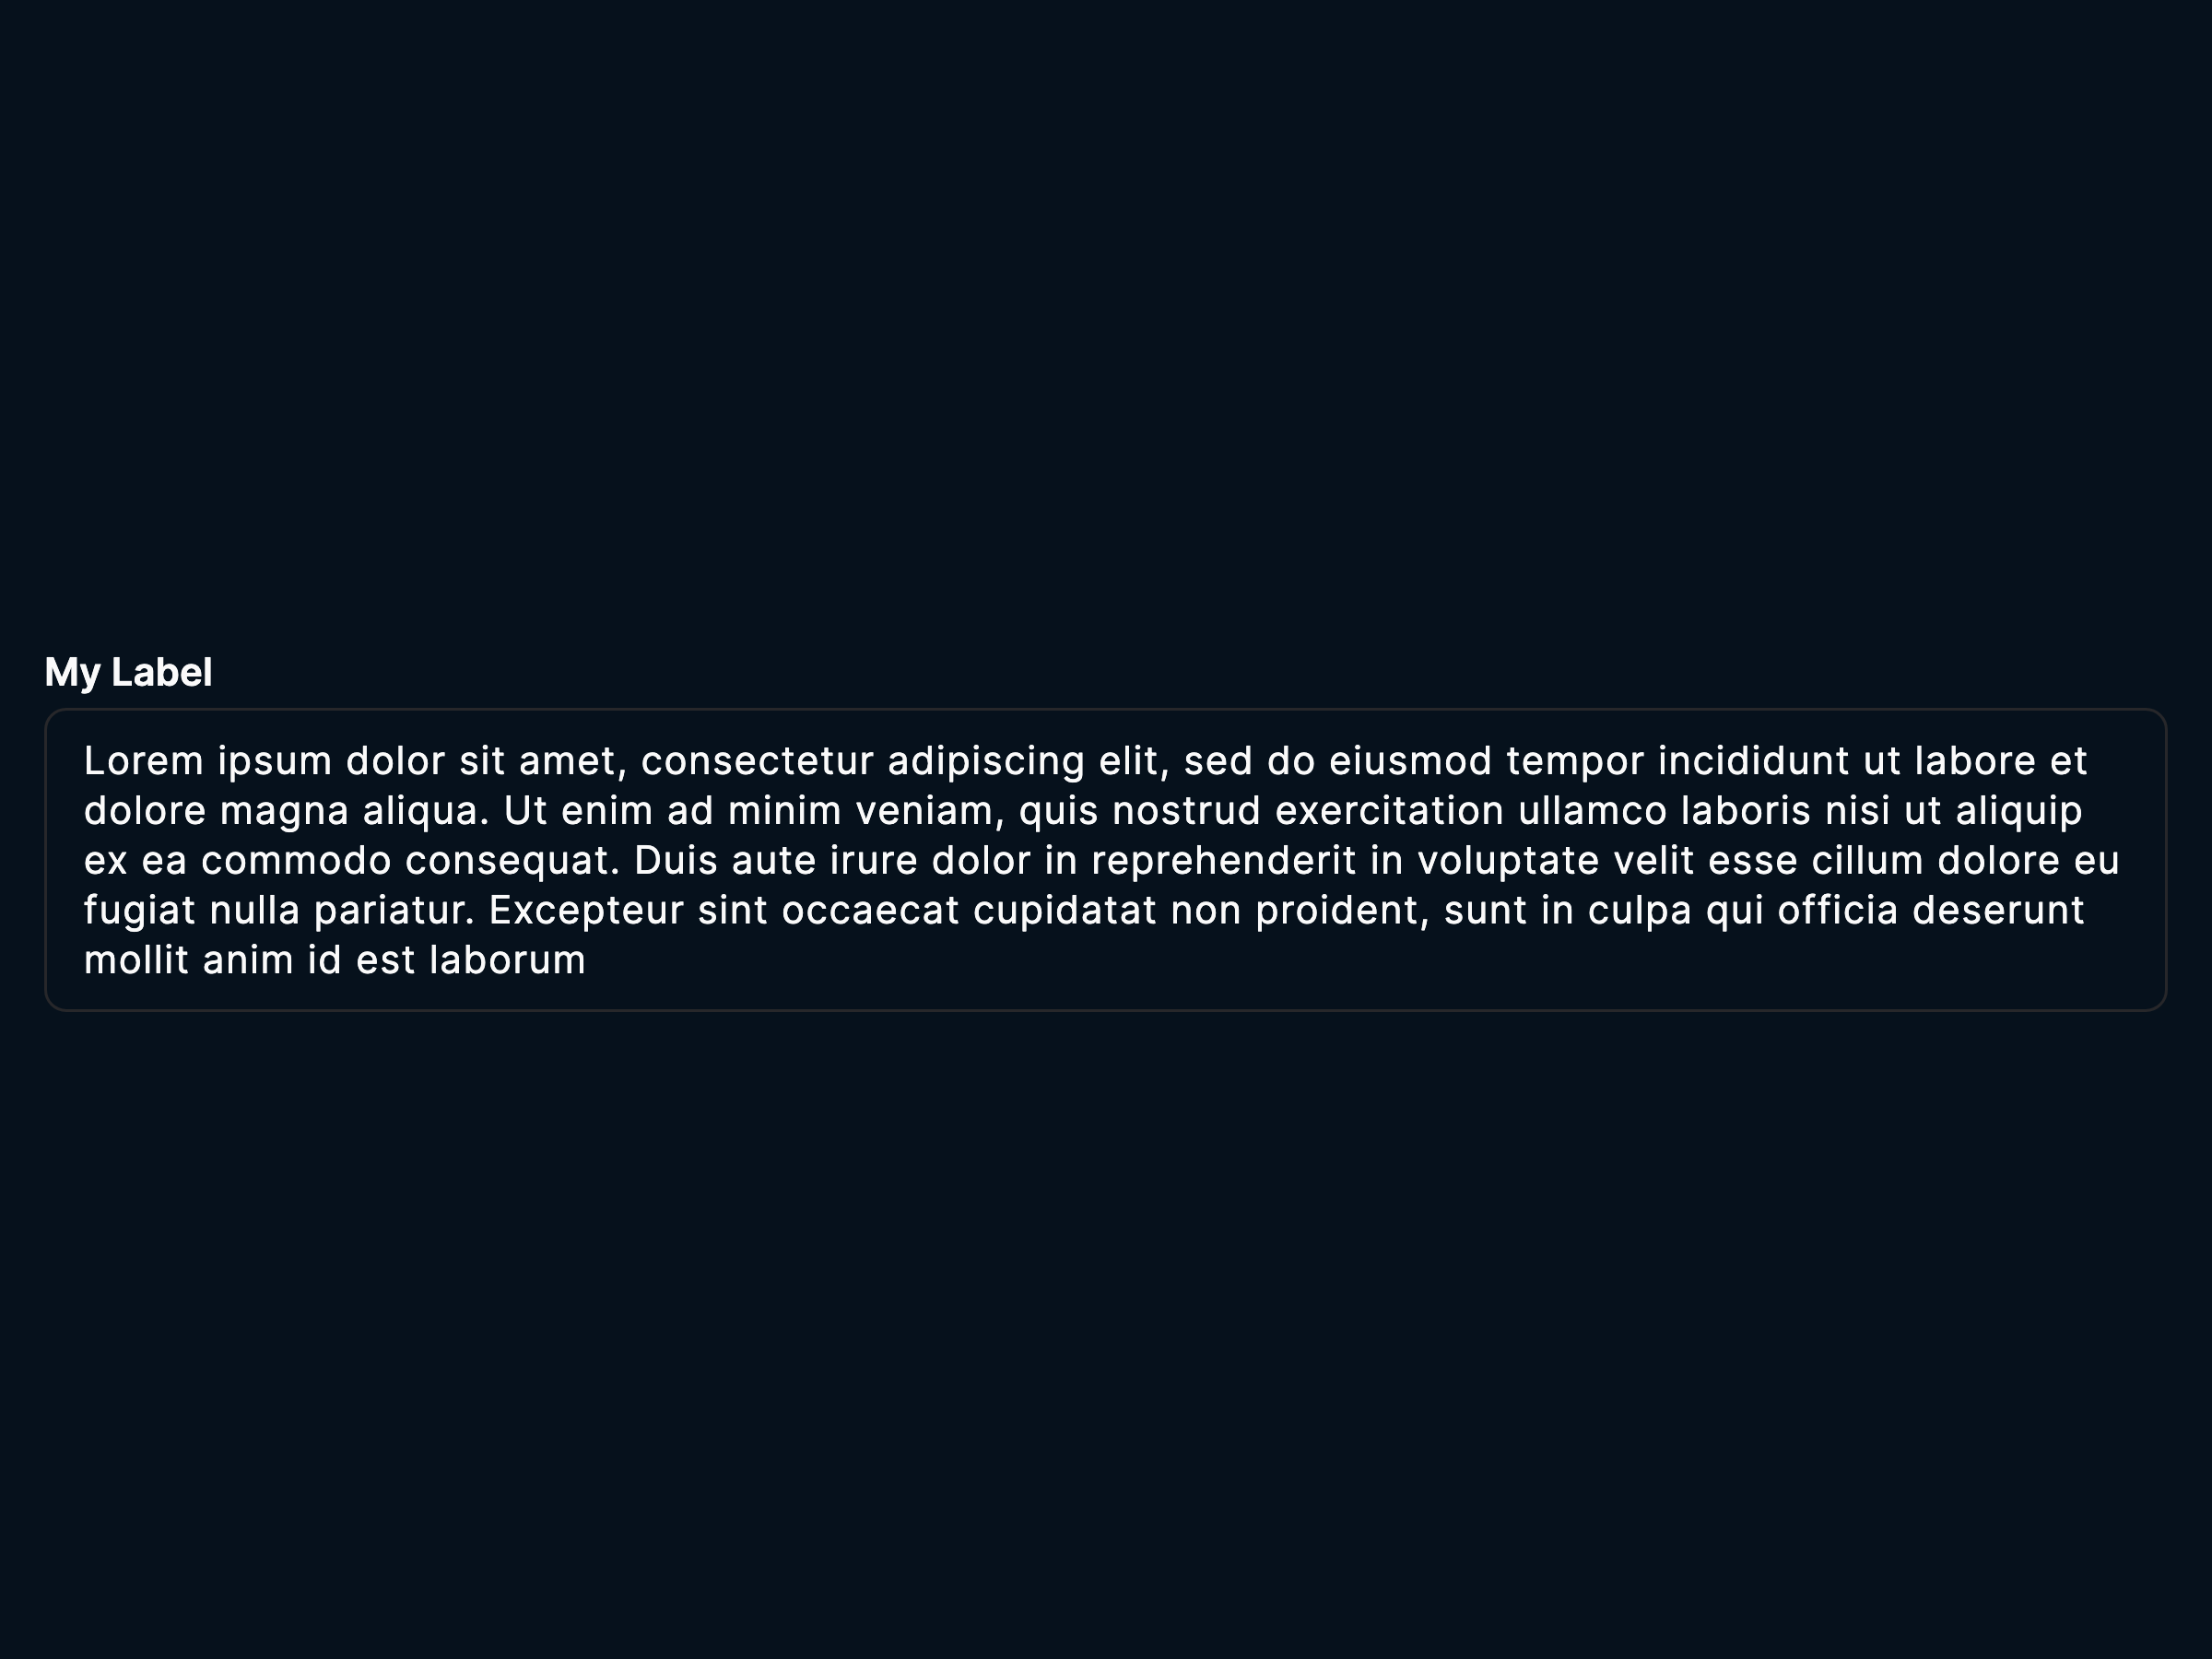 My Label
Lorem ipsum dolor sit amet, consectetur adipiscing elit, sed do eiusmod tempor incididunt ut labore et
dolore magna aliqua. Ut enim ad minim veniam, quis nostrud exercitation ullamco laboris nisi ut aliquip
ex ea commodo consequat. Duis aute irure dolor in reprehenderit in voluptate velit esse cillum dolore eu
fugiat nulla pariatur. Excepteur sint occaecat cupidatat non proident, sunt in culpa qui officia deserunt
mollit anim id est laborum